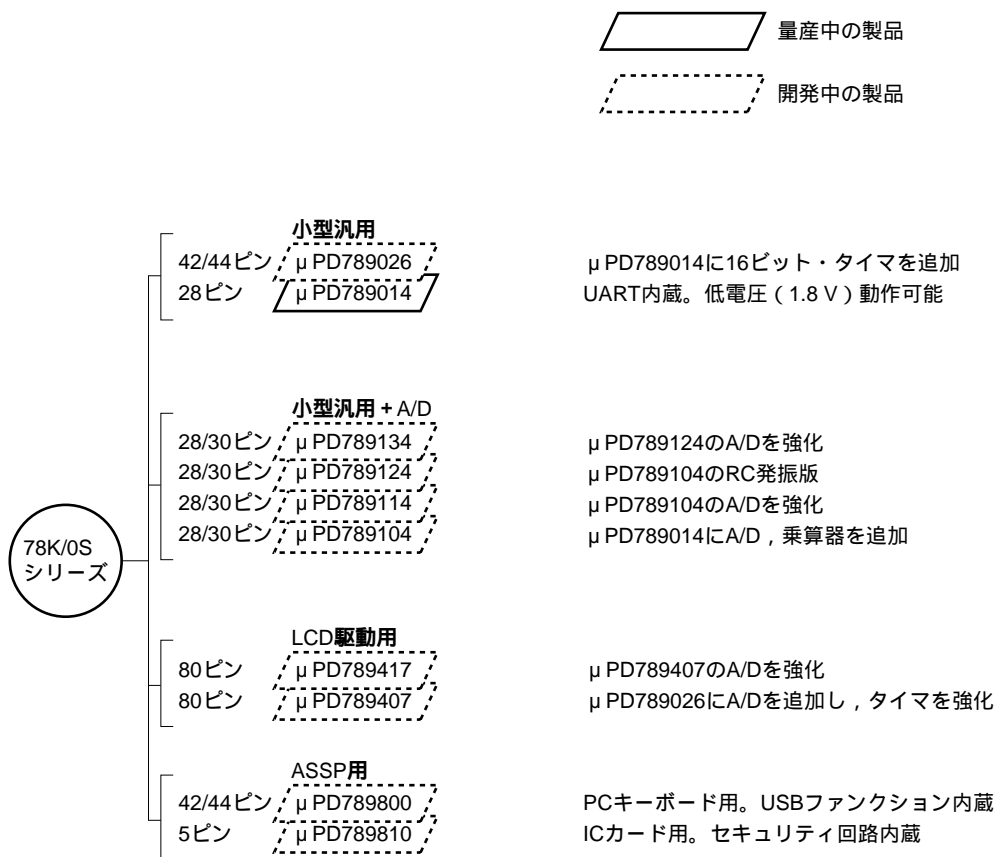 量産中の製品
開発中の製品
小型汎用
42/44ピン μPD789026 μPD789014に16ビット・タイマを追加
28ピン μPD789014 UART内蔵。低電圧(1.8 V)動作可能
小型汎用+A/D
28/30ピン μPD789134 μPD789124のA/Dを強化
28/30ピン μPD789124 μPD789104のRC発振版
28/30ピン μPD789114 μPD789104のA/Dを強化
28/30ピン μPD789104 μPD789014にA/D,乗算器を追加
78K/0S
シリーズ
LCD駆動用
80ピン μPD789417 μPD789407のA/Dを強化
80ピン μPD789407 μPD789026にA/Dを追加し,タイマを強化
ASSP用
42/44ピン μPD789800 PCキーボード用。USBファンクション内蔵
5ピン μPD789810 ICカード用。セキュリティ回路内蔵